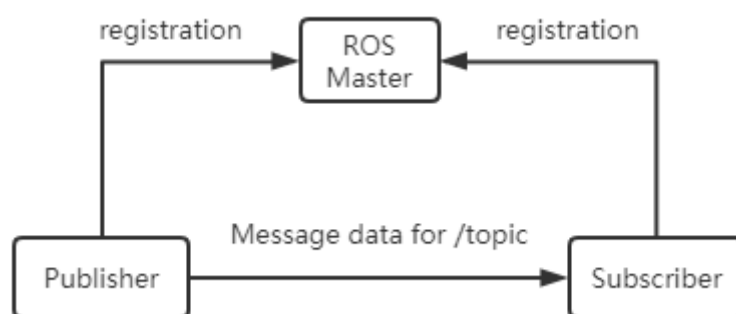 registration
ROS
Master
registration
Message data for /topic
Publisher
Subscriber